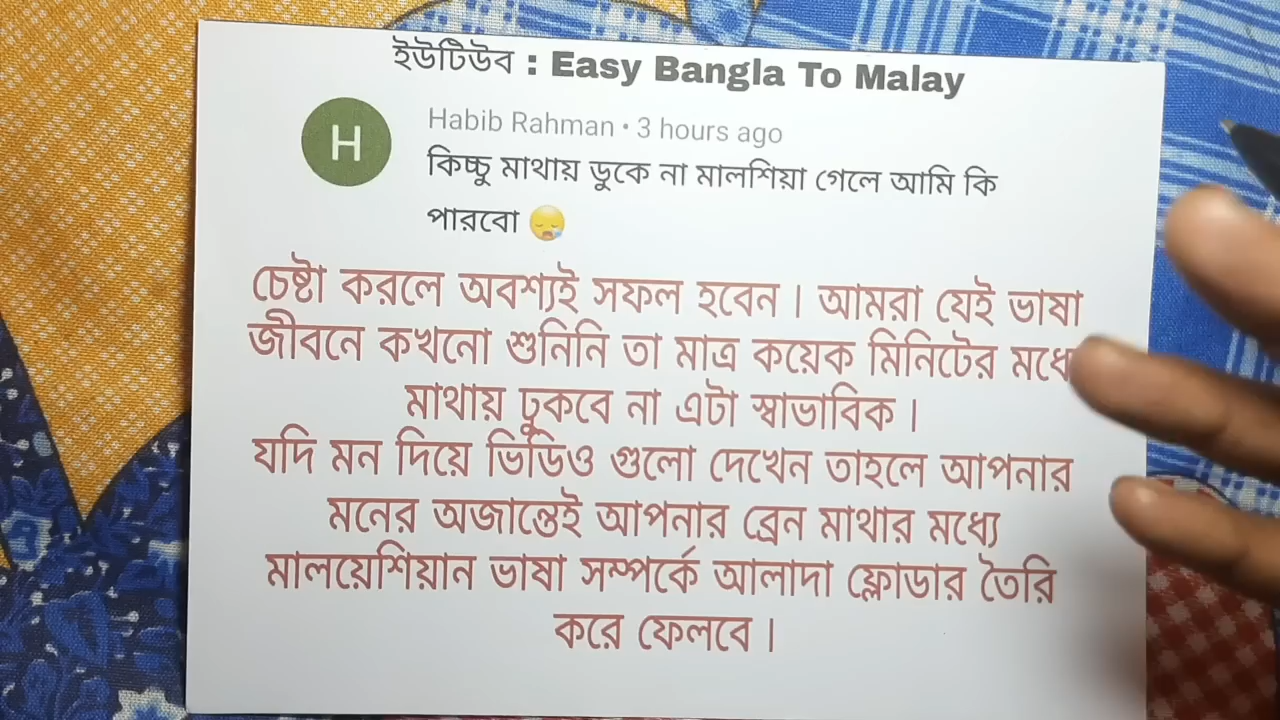 ইউটিউব : Easy Bangla To Malay
H
Habib Rahman • 3 hours ago
কিচ্ছু মাথায় ডুকে না মালশিয়া গেলে আমি কি
পারবো 😪
চেষ্টা করলে অবশ্যই সফল হবেন। আমরা যেই ভাষা
জীবনে কখনো শুনিনি তা মাত্র কয়েক মিনিটের মধ্যে
মাথায় ঢুকবে না এটা স্বাভাবিক।
যদি মন দিয়ে ভিডিও গুলো দেখেন তাহলে আপনার
মনের অজান্তেই আপনার ব্রেন মাথার মধ্যে
মালয়েশিয়ান ভাষা সম্পর্কে আলাদা ফ্লোডার তৈরি
করে ফেলবে।